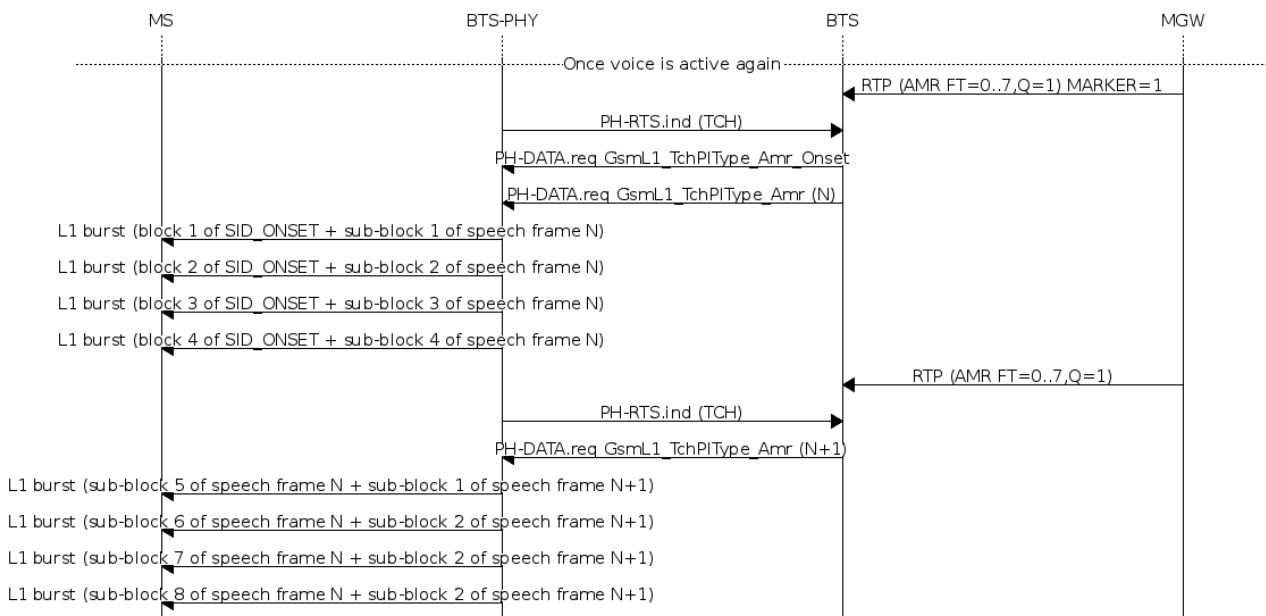 MS BTS-PHY BTS MGW
Once voice is active again
RTP (AMR FT=0..7,Q=1) MARKER=1
PH-RTS.ind (TCH)
PH-DATA.req GsmL1_TchPlType_Amr_Onset
PH-DATA.req GsmL1_TchPlType_Amr (N)
L1 burst (block 1 of SID_ONSET + sub-block 1 of speech frame N)
L1 burst (block 2 of SID_ONSET + sub-block 2 of speech frame N)
L1 burst (block 3 of SID_ONSET + sub-block 3 of speech frame N)
L1 burst (block 4 of SID_ONSET + sub-block 4 of speech frame N)
RTP (AMR FT=0..7,Q=1)
PH-RTS.ind (TCH)
PH-DATA.req GsmL1_TchPlType_Amr (N+1)
L1 burst (sub-block 5 of speech frame N + sub-block 1 of speech frame N+1)
L1 burst (sub-block 6 of speech frame N + sub-block 2 of speech frame N+1)
L1 burst (sub-block 7 of speech frame N + sub-block 2 of speech frame N+1)
L1 burst (sub-block 8 of speech frame N + sub-block 2 of speech frame N+1)